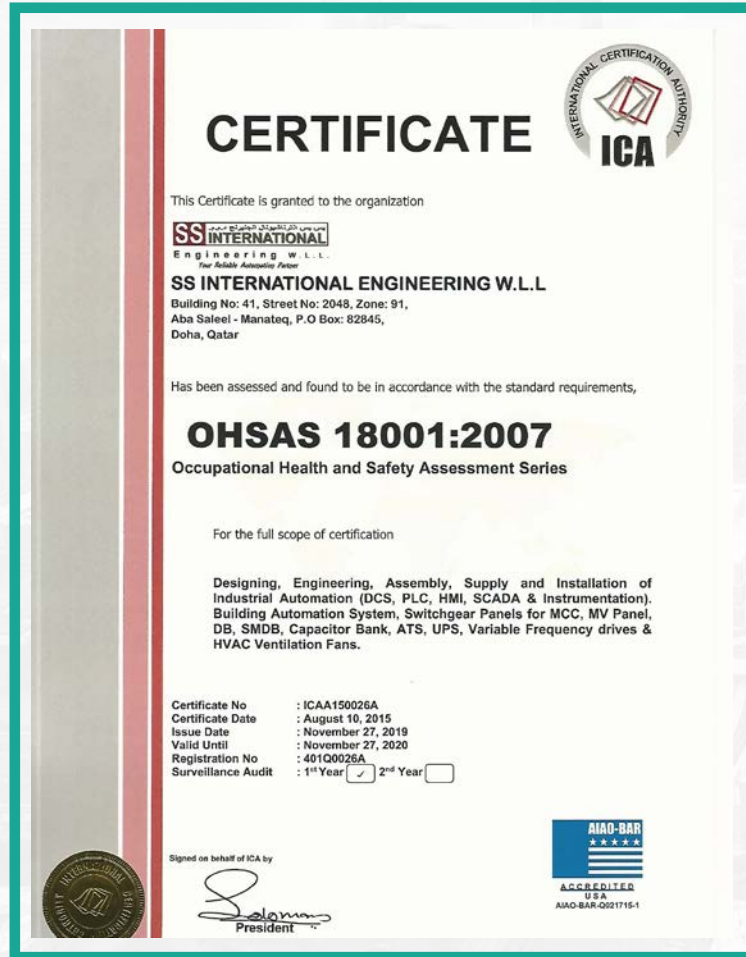 INTERNATIONAL CERTIFICATION AUTHORITY
ICA
CERTIFICATE
This Certificate is granted to the organization
SS INTERNATIONAL
Engineering W.L.L.
Your Reliable Automation Partner
SS INTERNATIONAL ENGINEERING W.L.L
Building No: 41, Street No: 2048, Zone: 91,
Aba Saleel - Manateq, P.O Box: 82845,
Doha, Qatar
Has been assessed and found to be in accordance with the standard requirements,
OHSAS 18001:2007
Occupational Health and Safety Assessment Series
For the full scope of certification
Designing, Engineering, Assembly, Supply and Installation of
Industrial Automation (DCS, PLC, HMI, SCADA & Instrumentation).
Building Automation System, Switchgear Panels for MCC, MV Panel,
DB, SMDB, Capacitor Bank, ATS, UPS, Variable Frequency drives &
HVAC Ventilation Fans.
Certificate No : ICAA150026A
Certificate Date : August 10, 2015
Issue Date : November 27, 2019
Valid Until : November 27, 2020
Registration No : 401Q0026A
Surveillance Audit : 1st Year ✓ 2nd Year
Signed on behalf of ICA by
Solomon
President
AIAO-BAR
ACCREDITED
USA
AIAO-BAR-Q021715-1
INTERNATIONAL CERTIFICATION AUTHORITY